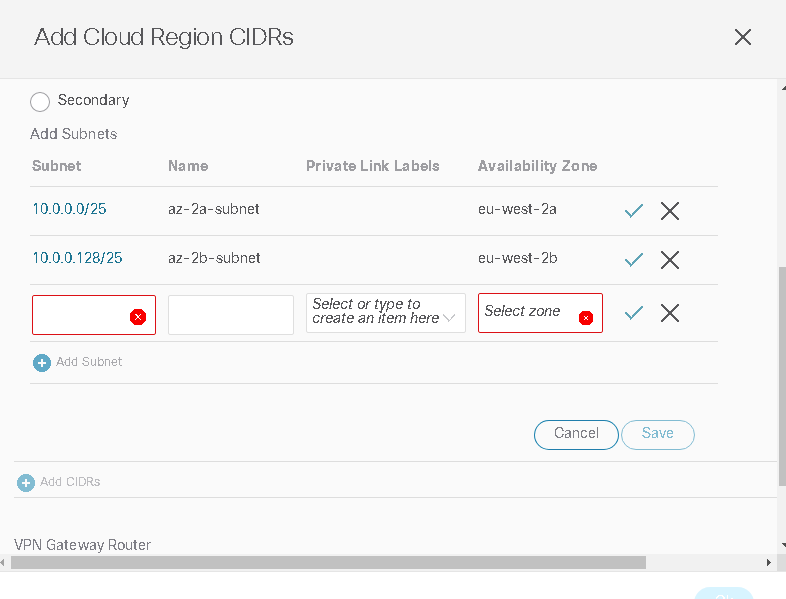 Add Cloud Region CIDRs
Secondary
Add Subnets
Subnet Name Private Link Labels Availability Zone
10.0.0.0/25 az-2a-subnet eu-west-2a
10.0.0.128/25 az-2b-subnet eu-west-2b
Select or type to
create an item here
Select zone
Add Subnet
Cancel Save
Add CIDRs
VPN Gateway Router